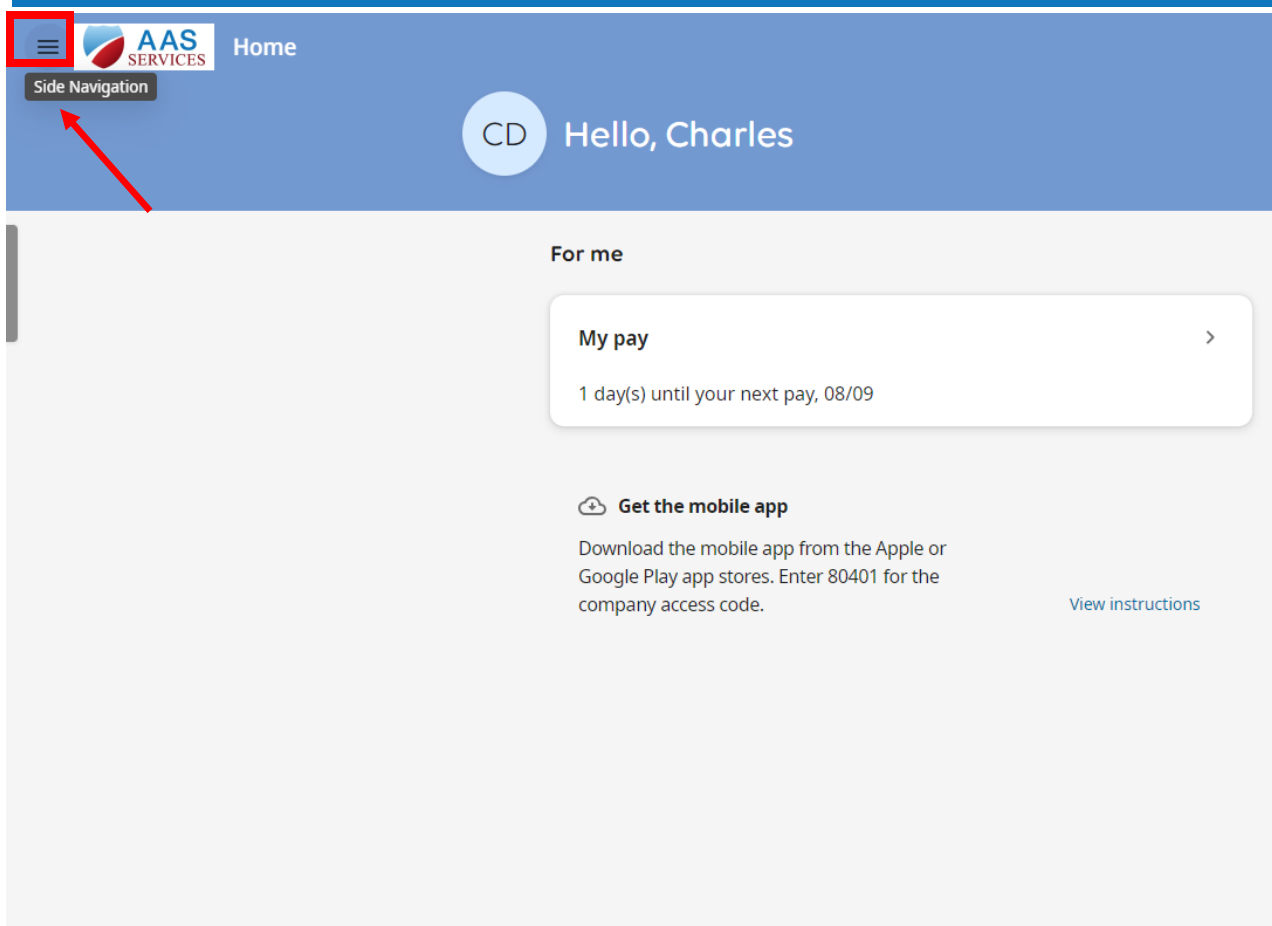 AAS
SERVICES
Home
Side Navigation
CD
Hello, Charles
For me
My pay
1 day(s) until your next pay, 08/09
Get the mobile app
Download the mobile app from the Apple or
Google Play app stores. Enter 80401 for the
company access code.
View instructions